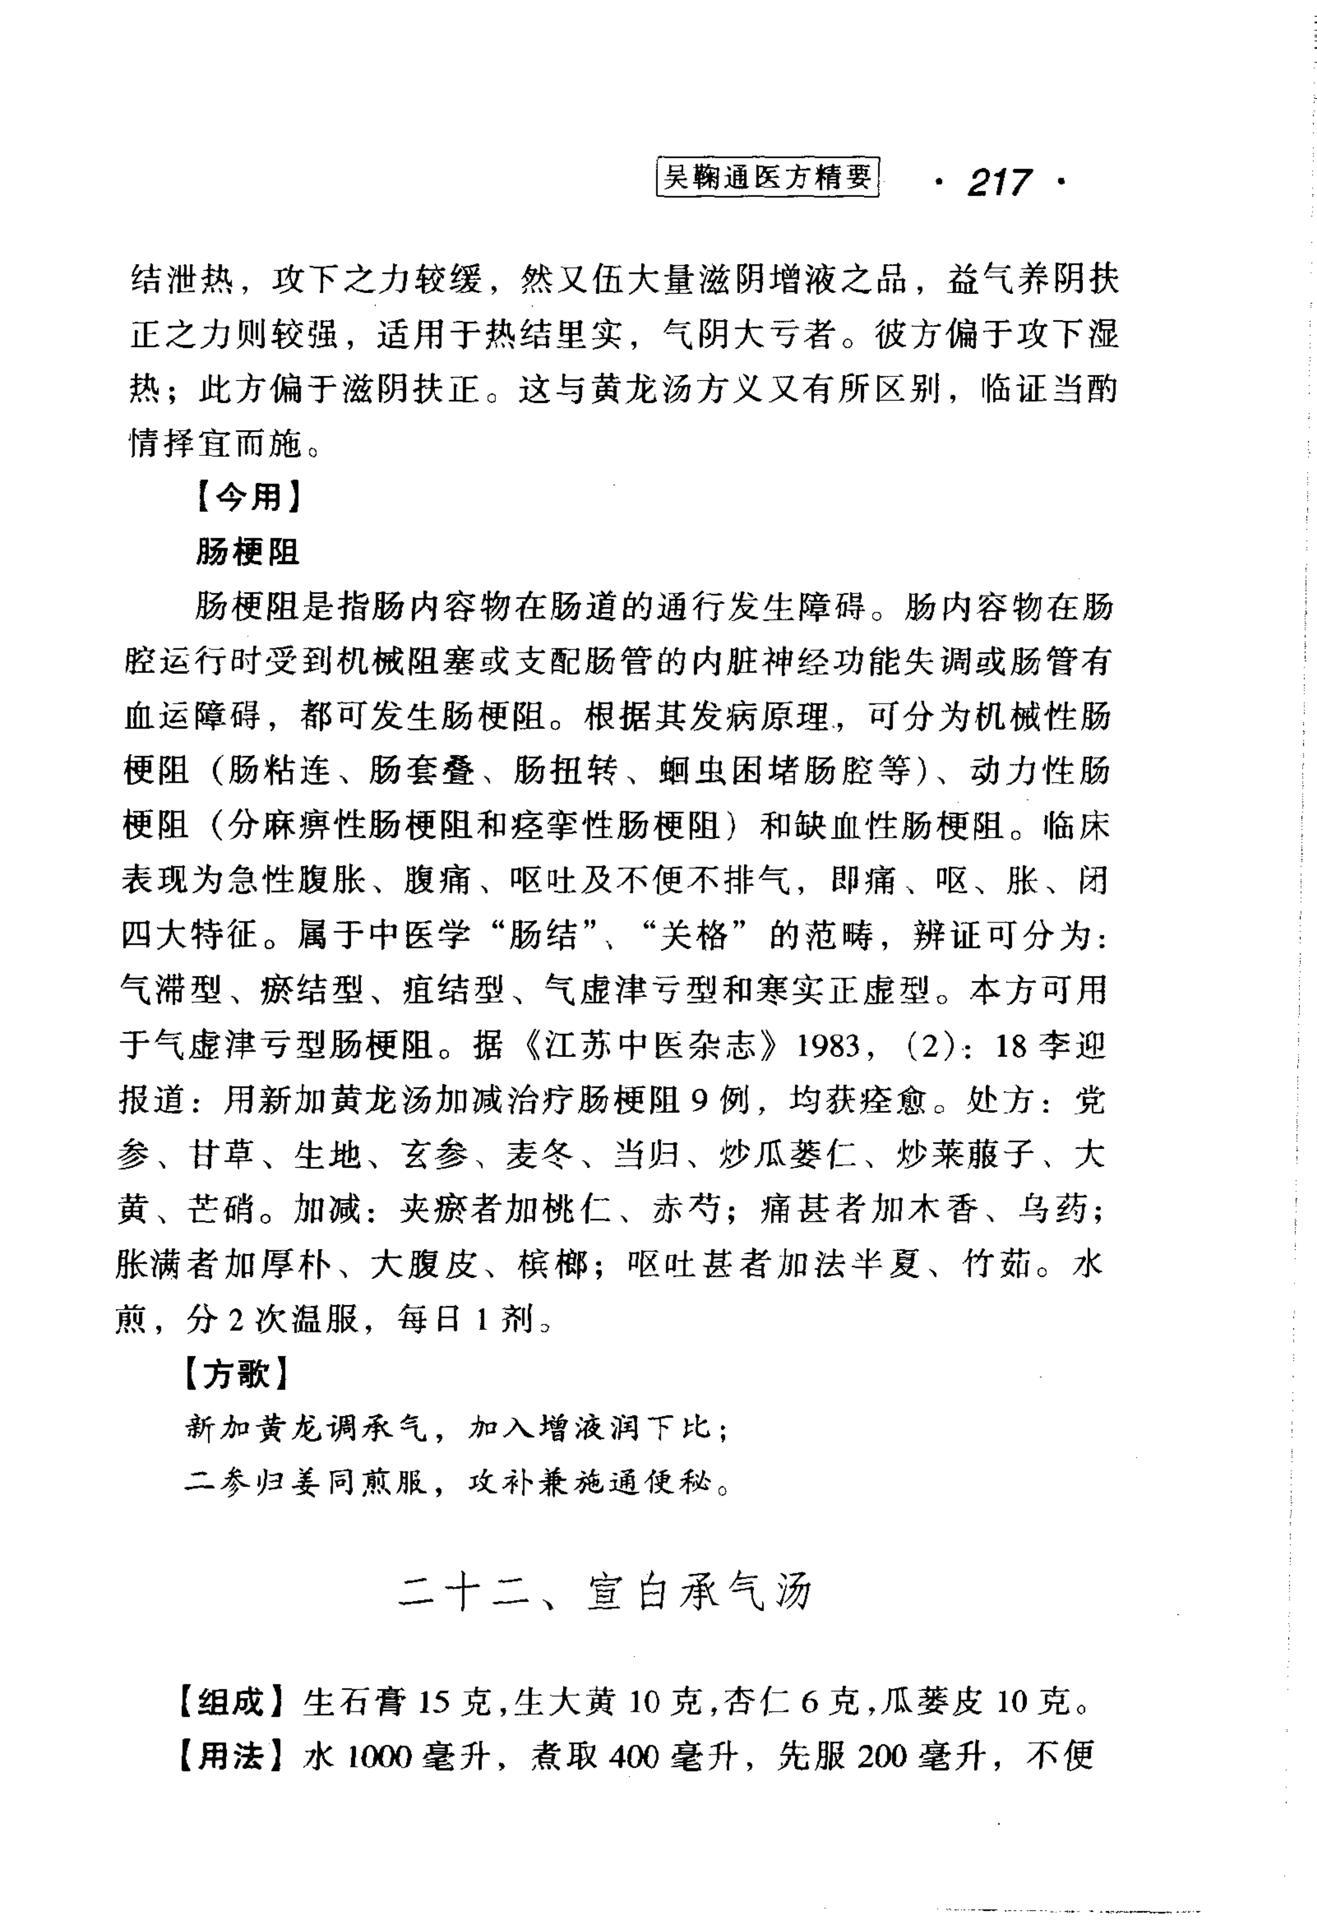 吴鞠通医方精要 · 217 ·
结泄热，攻下之力较缓，然又伍大量滋阴增液之品，益气养阴扶
正之力则较强，适用于热结里实，气阴大亏者。彼方偏于攻下湿
热；此方偏于滋阴扶正。这与黄龙汤方义又有所区别，临证当酌
情择宜而施。
【今用】
肠梗阻
肠梗阻是指肠内容物在肠道的通行发生障碍。肠内容物在肠
腔运行时受到机械阻塞或支配肠管的内脏神经功能失调或肠管有
血运障碍，都可发生肠梗阻。根据其发病原理，可分为机械性肠
梗阻（肠粘连、肠套叠、肠扭转、蛔虫困堵肠腔等）、动力性肠
梗阻（分麻痹性肠梗阻和痉挛性肠梗阻）和缺血性肠梗阻。临床
表现为急性腹胀、腹痛、呕吐及不便不排气，即痛、呕、胀、闭
四大特征。属于中医学“肠结”、“关格”的范畴，辨证可分为：
气滞型、瘀结型、疽结型、气虚津亏型和寒实正虚型。本方可用
于气虚津亏型肠梗阻。据《江苏中医杂志》1983，（2）：18 李迎
报道：用新加黄龙汤加减治疗肠梗阻 9 例，均获痊愈。处方：党
参、甘草、生地、玄参、麦冬、当归、炒瓜蒌仁、炒莱菔子、大
黄、芒硝。加减：夹瘀者加桃仁、赤芍；痛甚者加木香、乌药；
胀满者加厚朴、大腹皮、槟榔；呕吐甚者加法半夏、竹茹。水
煎，分 2 次温服，每日 1 剂。
【方歌】
新加黄龙调承气，加入增液润下比；
二参归姜同煎服，攻补兼施通便秘。
二十二、宣白承气汤
【组成】生石膏 15 克，生大黄 10 克，杏仁 6 克，瓜蒌皮 10 克。
【用法】水 1000 毫升，煮取 400 毫升，先服 200 毫升，不便